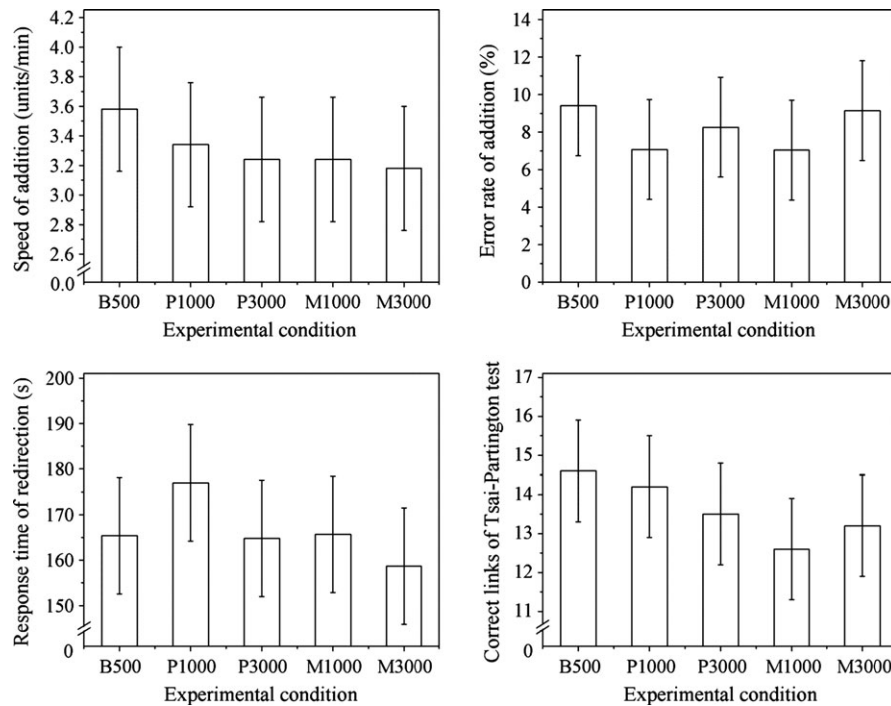 Speed of addition (units/min)
4.2
4.0
3.8
3.6
3.4
3.2
3.0
2.8
2.6
0.0
B500 P1000 P3000 M1000 M3000
Experimental condition
Error rate of addition (%)
14
12
10
8
6
4
2
0
B500 P1000 P3000 M1000 M3000
Experimental condition
Response time of redirection (s)
200
190
180
170
160
150
0
B500 P1000 P3000 M1000 M3000
Experimental condition
Correct links of Tsai-Partington test
17
16
15
14
13
12
11
0
B500 P1000 P3000 M1000 M3000
Experimental condition